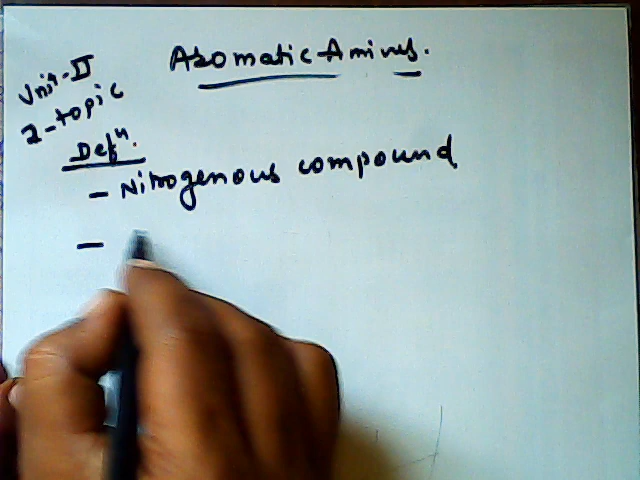 Aromatic Amines.
Unit-II
2-topic
Defⁿ.
- Nitrogenous compound
-